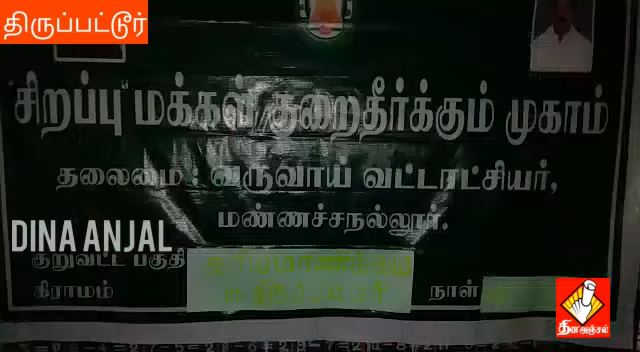 திருப்பட்டூர்
"சிறப்பு" மக்கள் குறைதீர்க்கும் முகாம்
தலைமை : வருவாய் வட்டாட்சியர்,
மண்ணச்சநல்லூர்.
DINA ANJAL
குறுவட்ட பகுதி
கிராமம்
நாள்
தினஅஞ்சல்